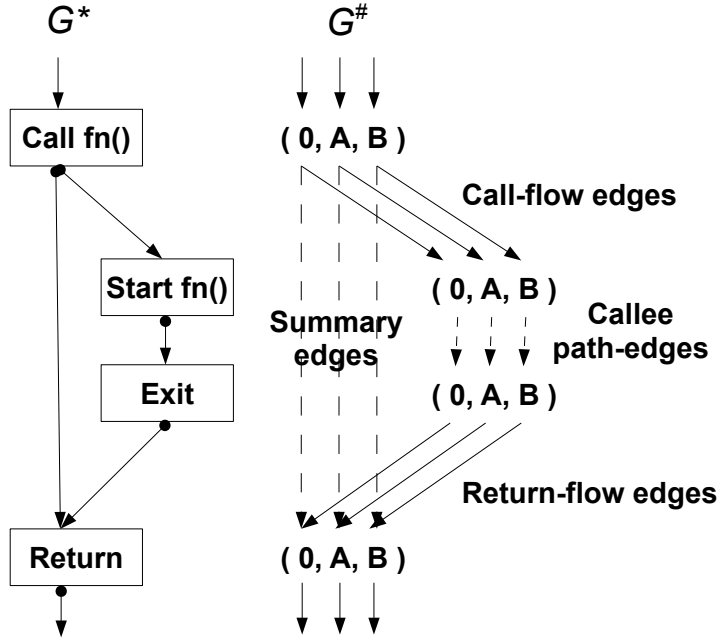 G* G#
Call fn() ( 0, A, B )
Call-flow edges
Start fn() ( 0, A, B )
Summary edges
Callee path-edges
Exit ( 0, A, B )
Return-flow edges
Return ( 0, A, B )